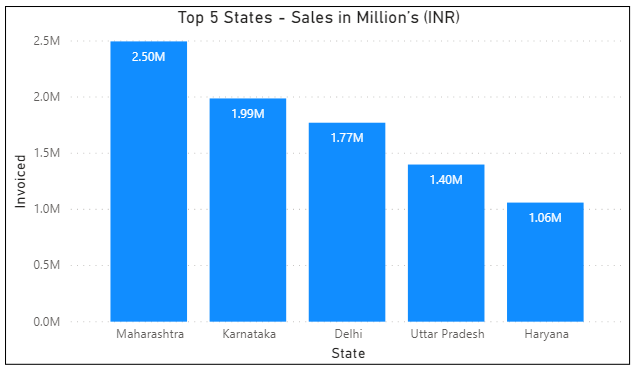 Top 5 States - Sales in Million's (INR)
2.5M
2.0M
1.5M
1.0M
0.5M
0.0M
Invoiced
2.50M
1.99M
1.77M
1.40M
1.06M
Maharashtra
Karnataka
Delhi
Uttar Pradesh
Haryana
State